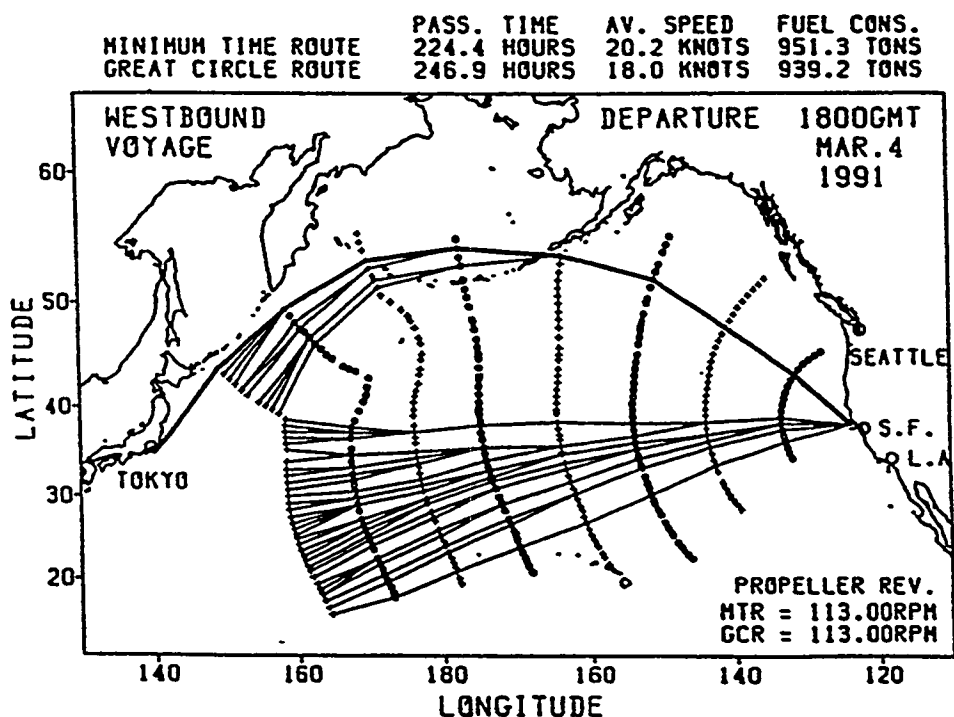 PASS. TIME AV. SPEED FUEL CONS.
MINIMUM TIME ROUTE 224.4 HOURS 20.2 KNOTS 951.3 TONS
GREAT CIRCLE ROUTE 246.9 HOURS 18.0 KNOTS 939.2 TONS
WESTBOUND
VOYAGE
DEPARTURE 1800GMT
MAR.4
1991
60
50
40
30
20
LATITUDE
SEATTLE
S.F.
L.A
TOKYO
PROPELLER REV.
MTR = 113.00RPM
GCR = 113.00RPM
140 160 180 160 140 120
LONGITUDE